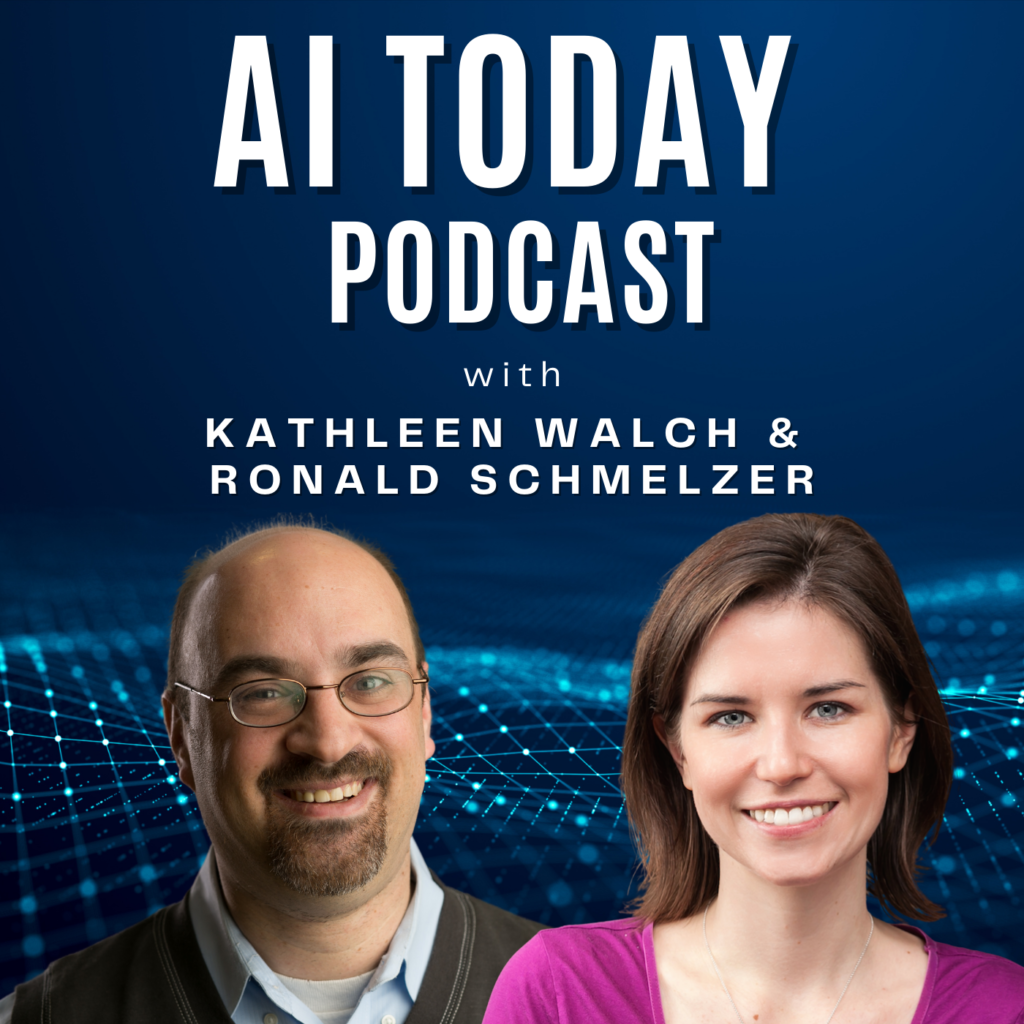 AI TODAY
PODCAST
with
KATHLEEN WALCH &
RONALD SCHMELZER